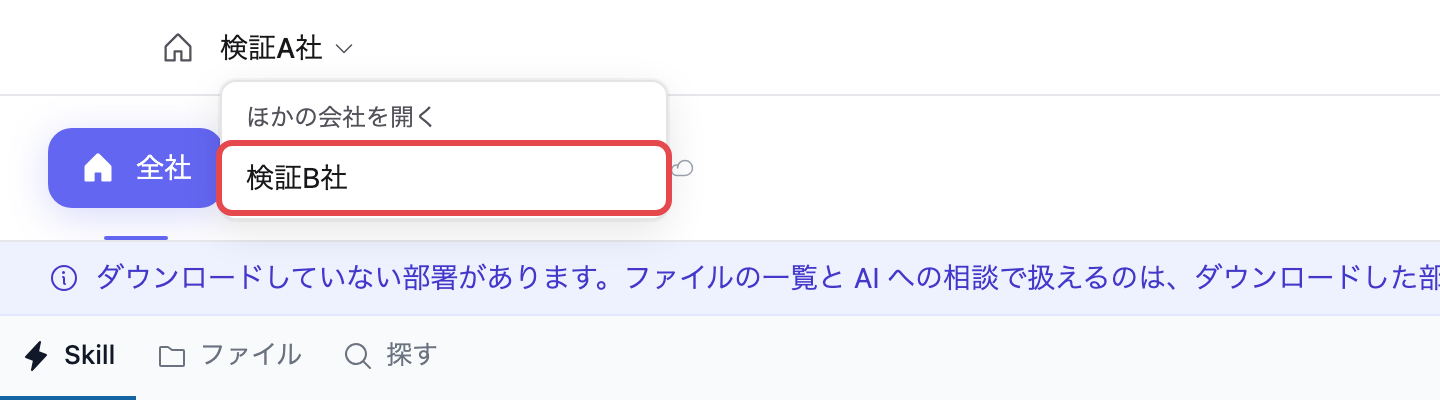 検証A社
ほかの会社を開く
全社
検証B社
ダウンロードしていない部署があります。ファイルの一覧と AI への相談で扱えるのは、ダウンロードした部
Skill ファイル 探す